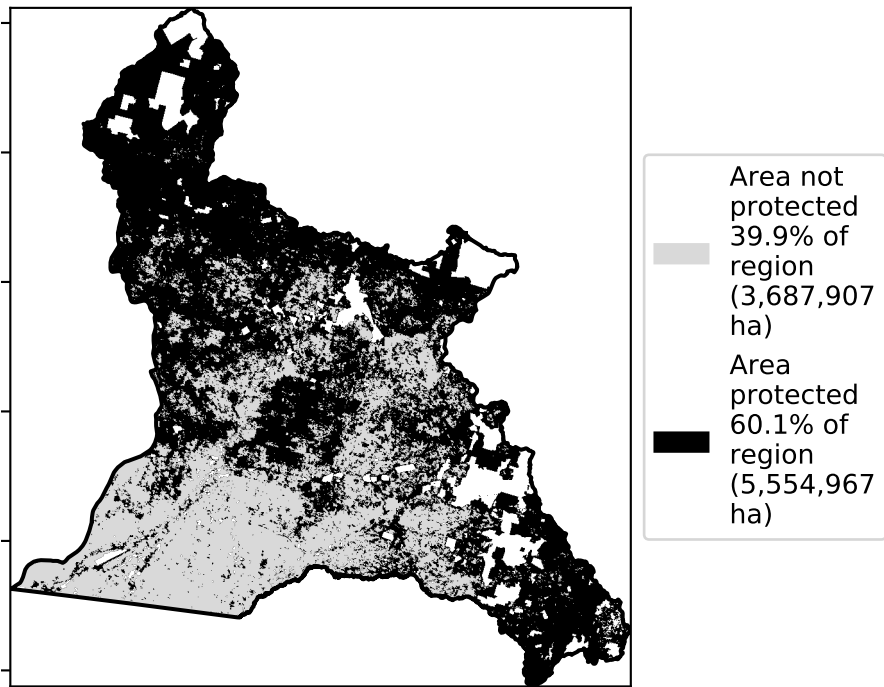 Area not
protected
39.9% of
region
(3,687,907
ha)
Area
protected
60.1% of
region
(5,554,967
ha)